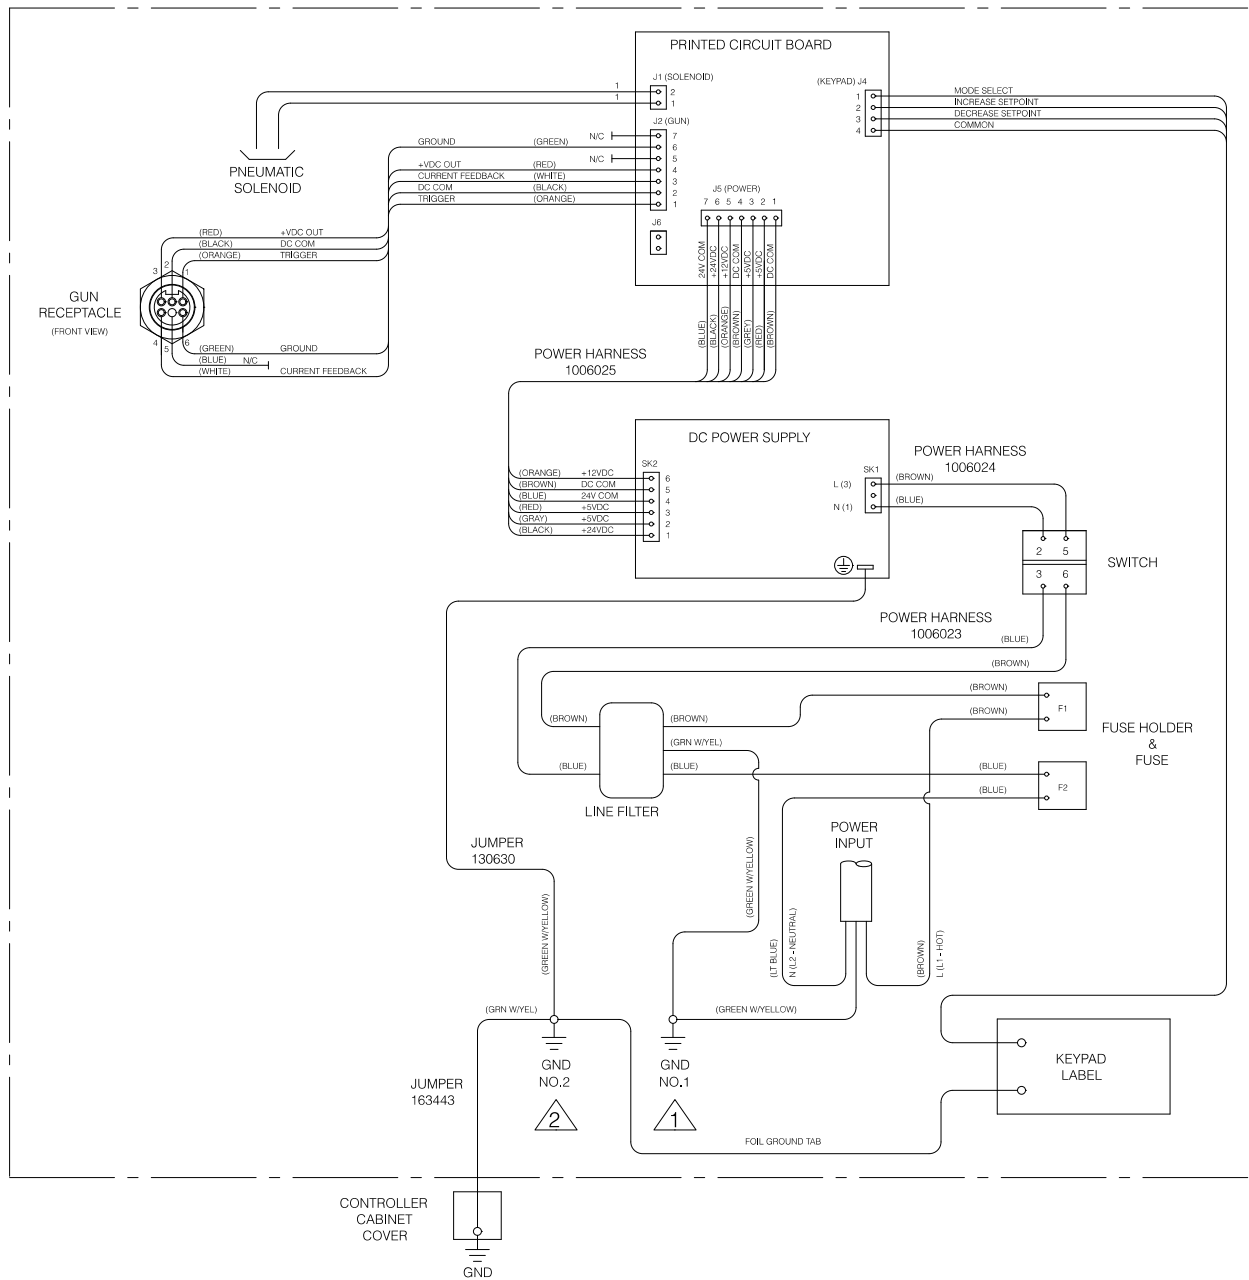 PRINTED CIRCUIT BOARD
J1 (SOLENOID)
1
2
1
1
(KEYPAD) J4
1
2
3
4
MODE SELECT
INCREASE SETPOINT
DECREASE SETPOINT
COMMON
PNEUMATIC
SOLENOID
J2 (GUN)
N/C
7
GROUND (GREEN)
6
N/C
5
+VDC OUT (RED)
4
CURRENT FEEDBACK (WHITE)
3
DC COM (BLACK)
2
TRIGGER (ORANGE)
1
J6
J5 (POWER)
7 6 5 4 3 2 1
24V COM
+24VDC
+12VDC
DC COM
+5VDC
+5VDC
DC COM
(BLUE)
(BLACK)
(ORANGE)
(BROWN)
(GREY)
(RED)
(BROWN)
(RED) +VDC OUT
(BLACK) DC COM
(ORANGE) TRIGGER
3 2 1
GUN
RECEPTACLE
(FRONT VIEW)
4 5 6
(GREEN) GROUND
(BLUE) N/C
(WHITE) CURRENT FEEDBACK
POWER HARNESS
1006025
DC POWER SUPPLY
SK2
(ORANGE) +12VDC 6
(BROWN) DC COM 5
(BLUE) 24V COM 4
(RED) +5VDC 3
(GRAY) +5VDC 2
(BLACK) +24VDC 1
SK1
L (3)
N (1)
POWER HARNESS
1006024
(BROWN)
(BLUE)
2 5
3 6
SWITCH
POWER HARNESS
1006023
(BLUE)
(BROWN)
(BROWN)
(BROWN)
F1
FUSE HOLDER
&
FUSE
(BROWN)
(BROWN)
(GRN W/YEL)
(BLUE)
(BLUE)
(BLUE)
(BLUE)
F2
LINE FILTER
POWER
INPUT
JUMPER
130630
(GREEN W/YELLOW)
(GREEN W/YELLOW)
(LT BLUE)
N (L2 - NEUTRAL)
(BROWN)
L (L1 - HOT)
(GRN W/YEL)
(GREEN W/YELLOW)
GND
NO.2
2
GND
NO.1
1
JUMPER
163443
KEYPAD
LABEL
FOIL GROUND TAB
CONTROLLER
CABINET
COVER
GND